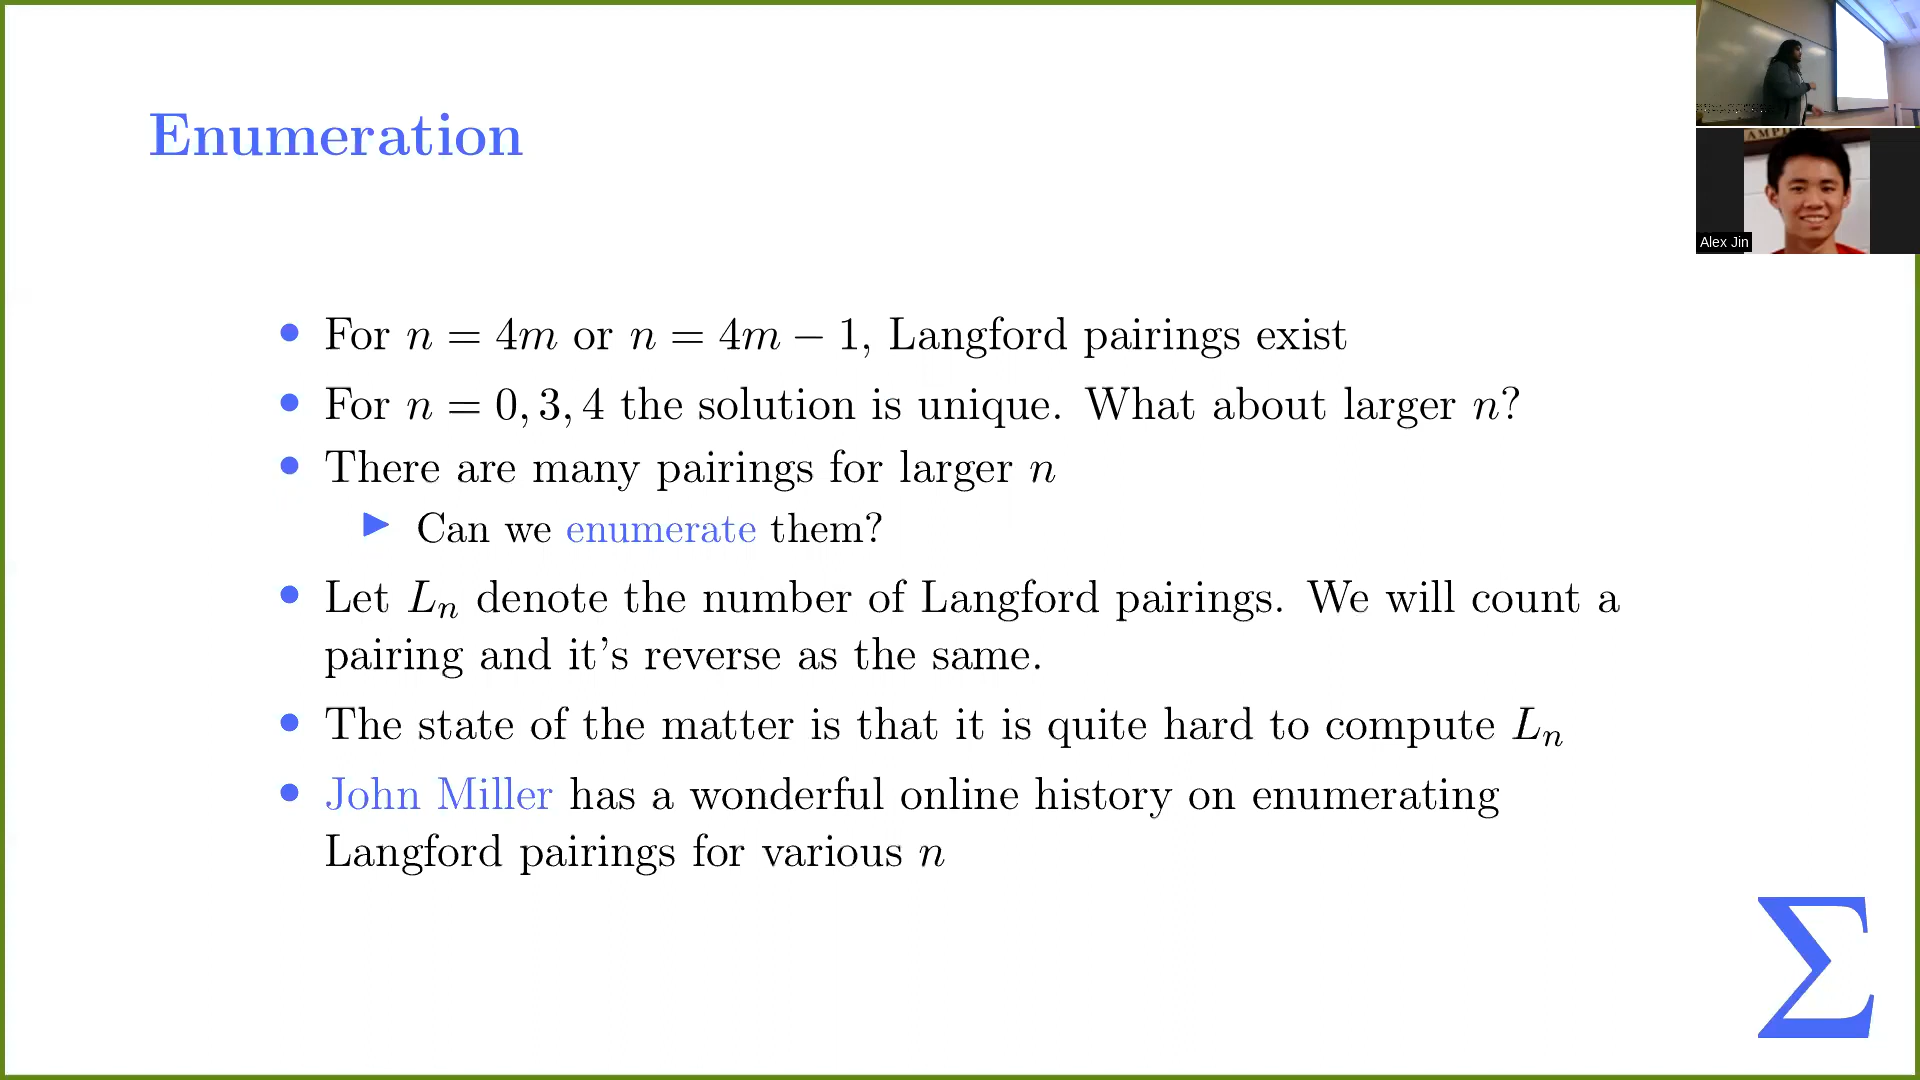 Enumeration
For n = 4m or n = 4m − 1, Langford pairings exist
For n = 0, 3, 4 the solution is unique. What about larger n?
There are many pairings for larger n
Can we enumerate them?
Let Lₙ denote the number of Langford pairings. We will count a
pairing and it's reverse as the same.
The state of the matter is that it is quite hard to compute Lₙ
John Miller has a wonderful online history on enumerating
Langford pairings for various n
Alex Jin
Σ